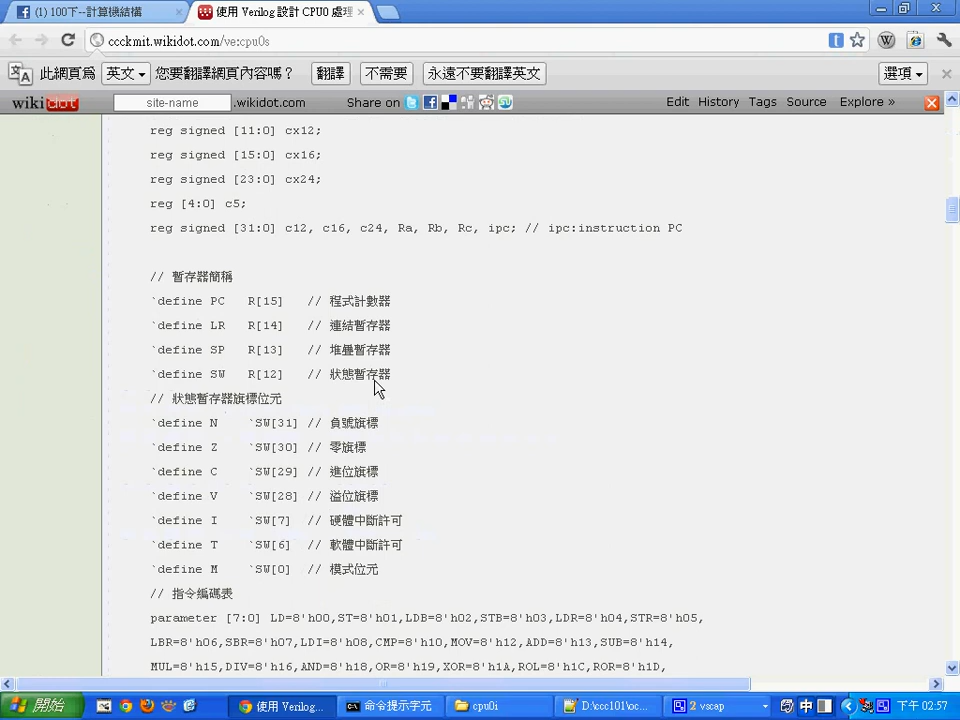 (1) 100下--計算機結構
使用 Verilog 設計 CPU0 處理
ccckmit.wikidot.com/ve:cpu0s
此網頁為 英文 您要翻譯網頁內容嗎？ 翻譯 不需要 永遠不要翻譯英文 選項
wikidot site-name .wikidot.com Share on Edit History Tags Source Explore »
reg signed [11:0] cx12;
reg signed [15:0] cx16;
reg signed [23:0] cx24;
reg [4:0] c5;
reg signed [31:0] c12, c16, c24, Ra, Rb, Rc, ipc; // ipc:instruction PC
// 暫存器簡稱
`define PC R[15] // 程式計數器
`define LR R[14] // 連結暫存器
`define SP R[13] // 堆疊暫存器
`define SW R[12] // 狀態暫存器
// 狀態暫存器旗標位元
`define N `SW[31] // 負號旗標
`define Z `SW[30] // 零旗標
`define C `SW[29] // 進位旗標
`define V `SW[28] // 溢位旗標
`define I `SW[7] // 硬體中斷許可
`define T `SW[6] // 軟體中斷許可
`define M `SW[0] // 模式位元
// 指令編碼表
parameter [7:0] LD=8'h00,ST=8'h01,LDB=8'h02,STB=8'h03,LDR=8'h04,STR=8'h05,
LBR=8'h06,SBR=8'h07,LDI=8'h08,CMP=8'h10,MOV=8'h12,ADD=8'h13,SUB=8'h14,
MUL=8'h15,DIV=8'h16,AND=8'h18,OR=8'h19,XOR=8'h1A,ROL=8'h1C,ROR=8'h1D,
開始 使用 Verilog... 命令提示字元 cpu0i D:\ccc101\oc... 2 vscap 中 下午 02:57